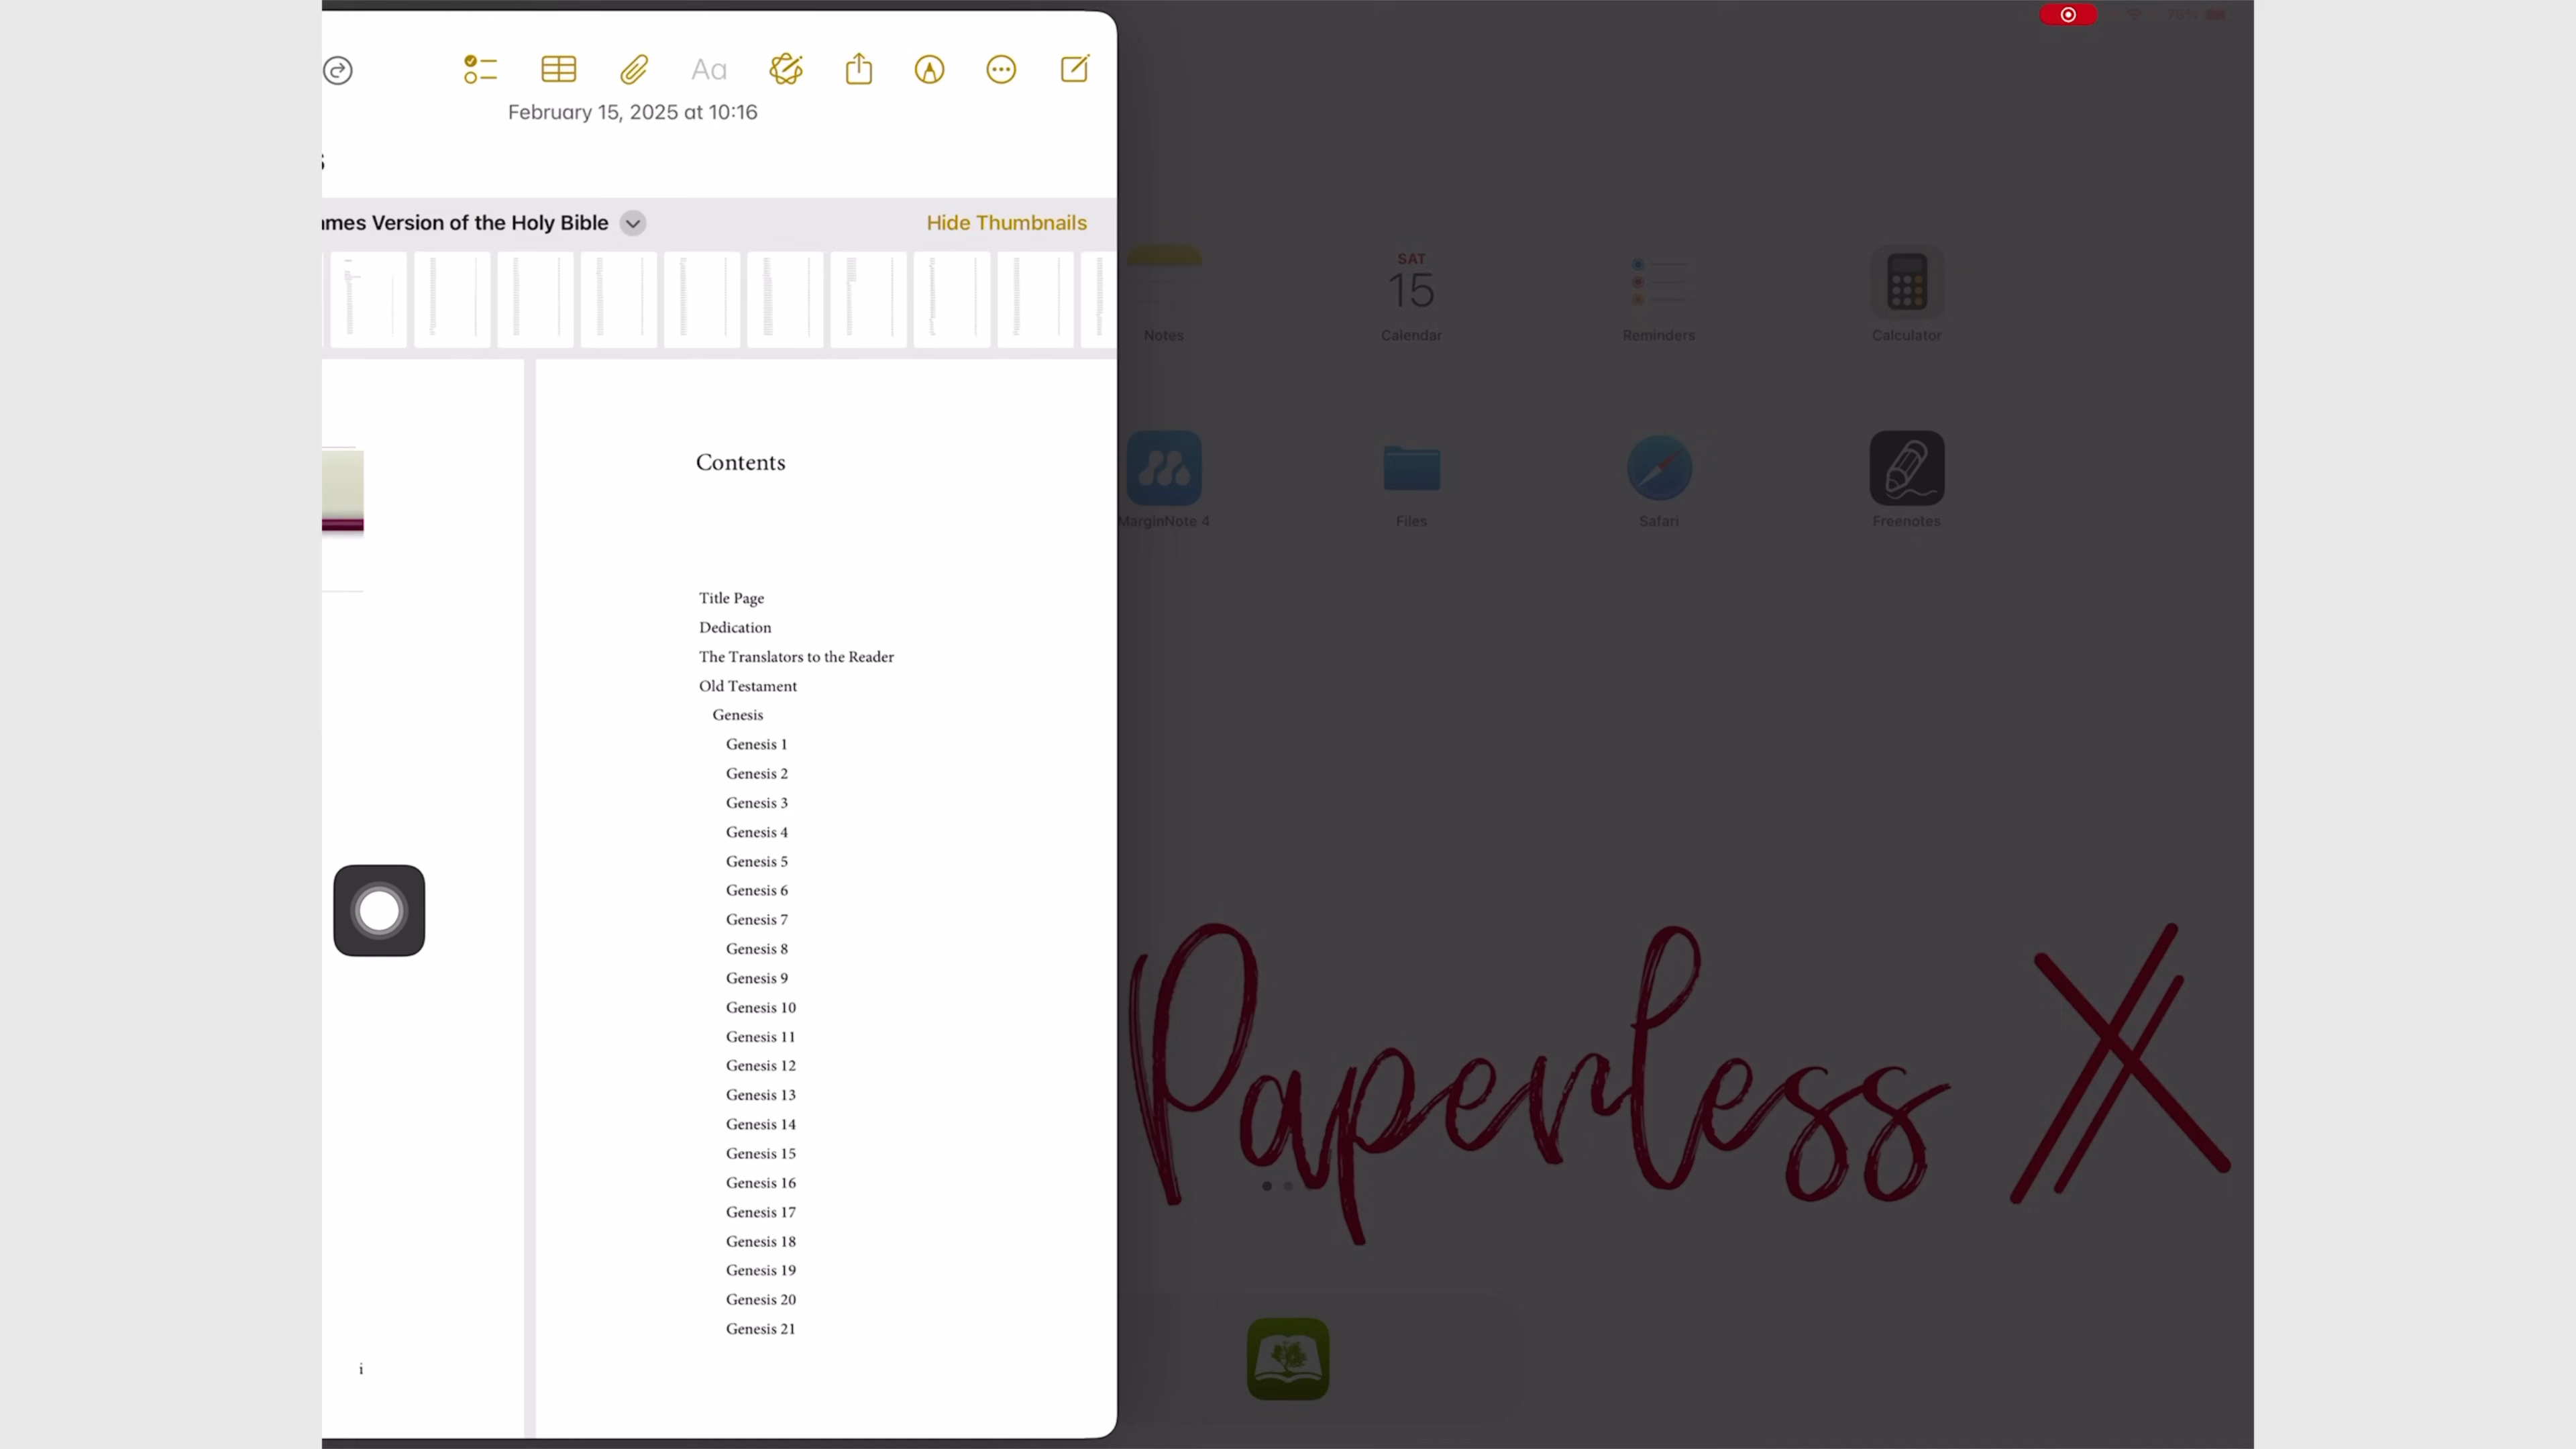 78%
Aa
February 15, 2025 at 10:16
s
ames Version of the Holy Bible
Hide Thumbnails
Contents
Title Page
Dedication
The Translators to the Reader
Old Testament
Genesis
Genesis 1
Genesis 2
Genesis 3
Genesis 4
Genesis 5
Genesis 6
Genesis 7
Genesis 8
Genesis 9
Genesis 10
Genesis 11
Genesis 12
Genesis 13
Genesis 14
Genesis 15
Genesis 16
Genesis 17
Genesis 18
Genesis 19
Genesis 20
Genesis 21
i
Notes
SAT
15
Calendar
Reminders
Calculator
MarginNote 4
Files
Safari
Freenotes
Paperless X